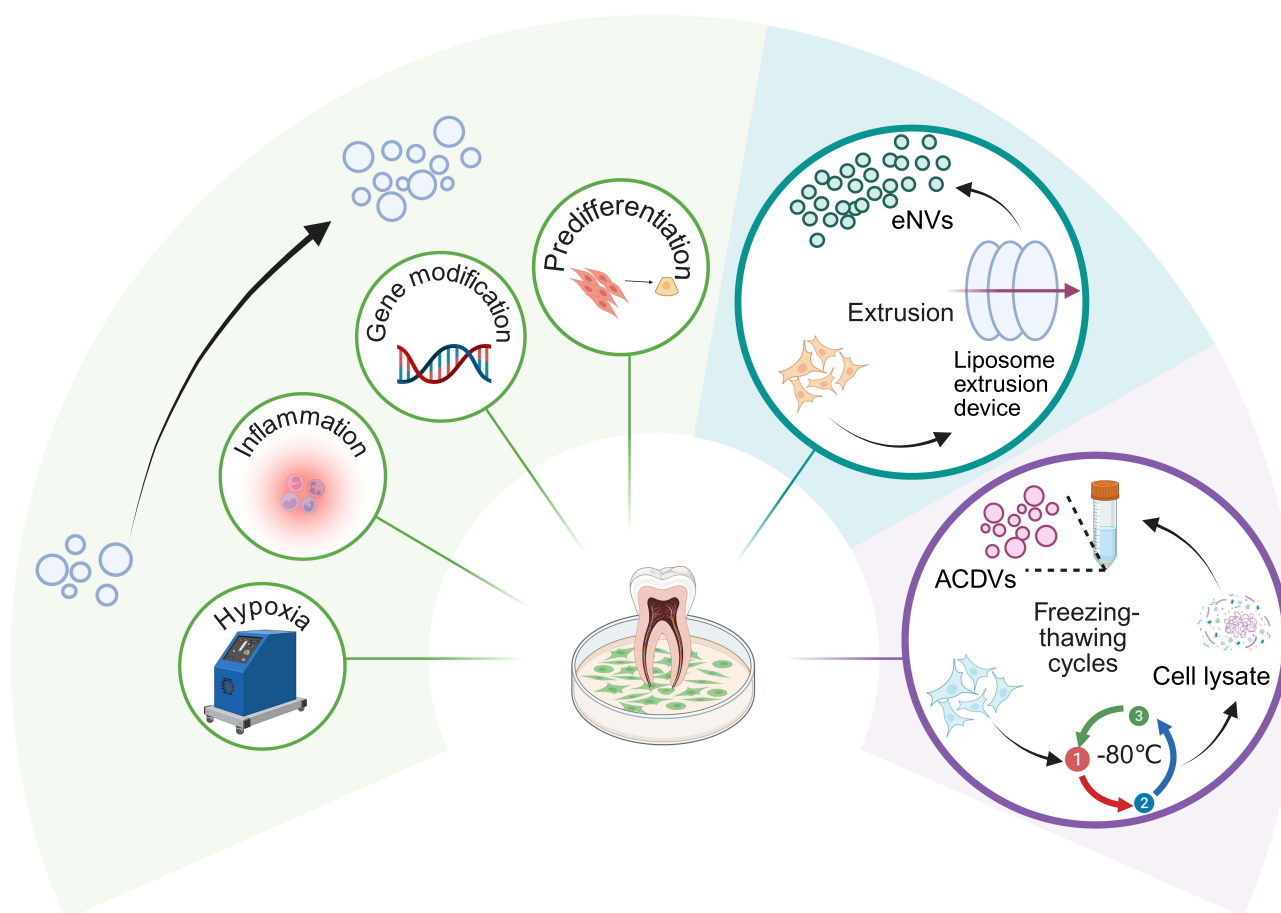 Hypoxia
Inflammation
Gene modification
Predifferentiation
eNVs
Extrusion
Liposome
extrusion
device
ACDVs
Freezing-
thawing
cycles
Cell lysate
3
1
-80℃
2